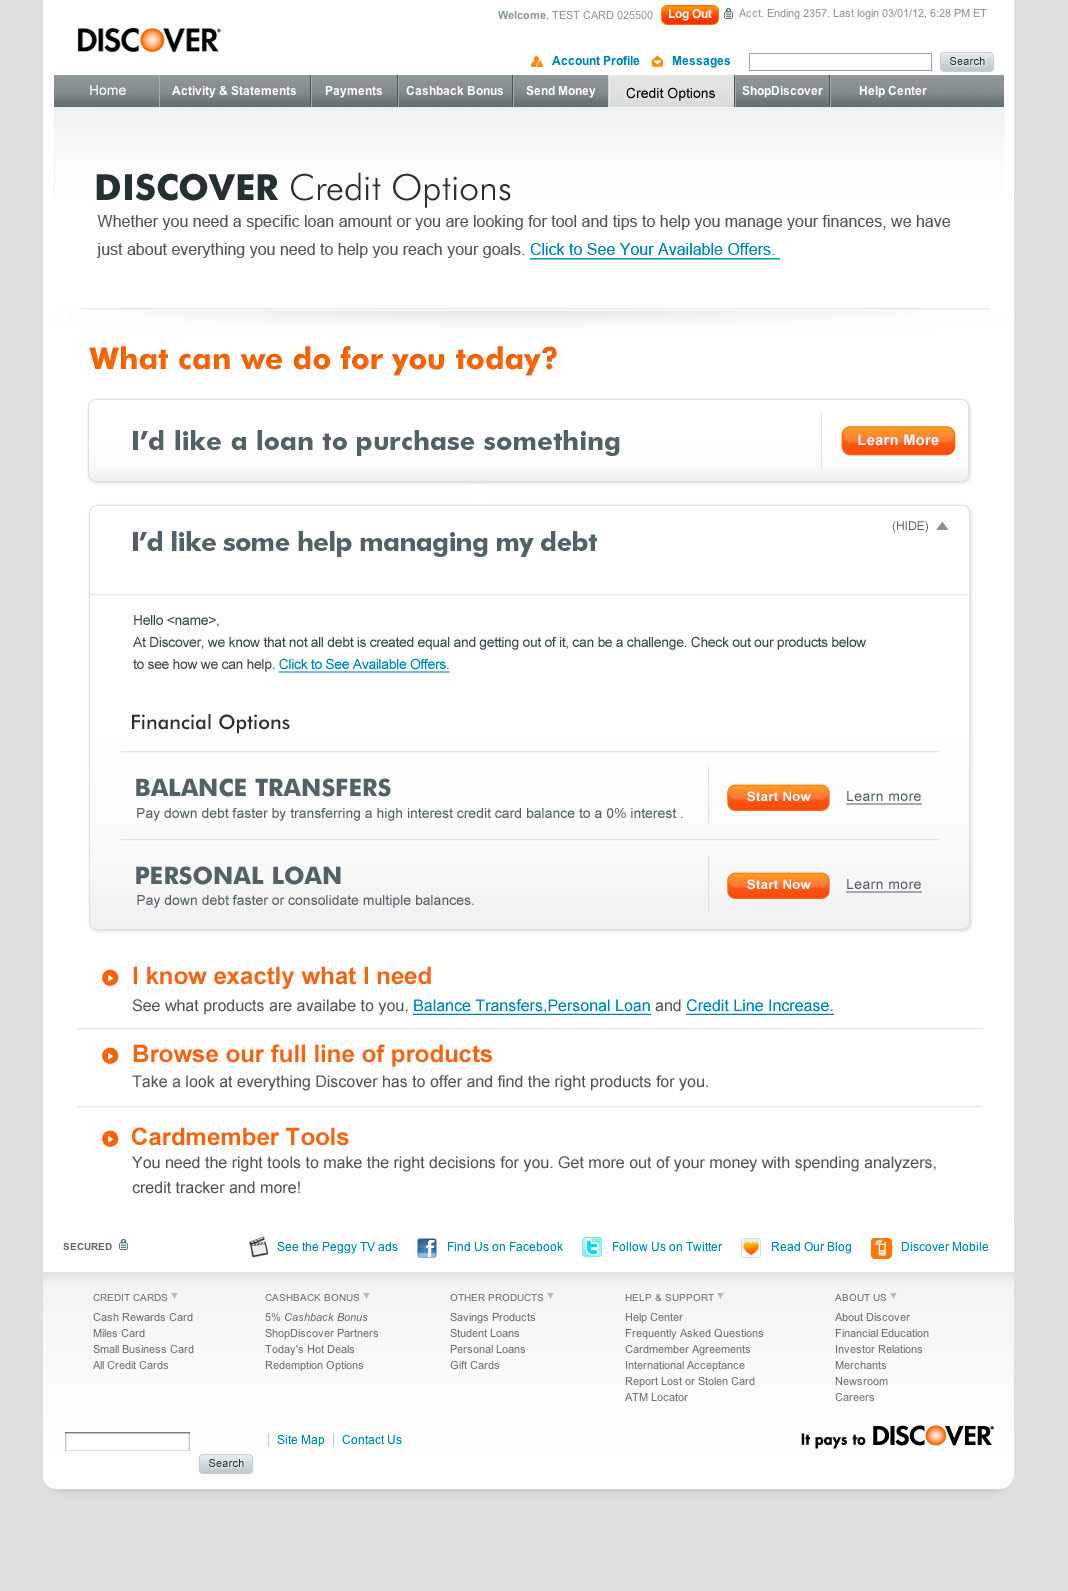 Welcome, TEST CARD 025500 Log Out Acct. Ending 2357. Last login 03/01/12, 6:28 PM ET
DISCOVER
Account Profile Messages Search
Home Activity & Statements Payments Cashback Bonus Send Money Credit Options ShopDiscover Help Center
DISCOVER Credit Options
Whether you need a specific loan amount or you are looking for tool and tips to help you manage your finances, we have
just about everything you need to help you reach your goals. Click to See Your Available Offers.
What can we do for you today?
I'd like a loan to purchase something Learn More
(HIDE)
I'd like some help managing my debt
Hello <name>,
At Discover, we know that not all debt is created equal and getting out of it, can be a challenge. Check out our products below
to see how we can help. Click to See Available Offers.
Financial Options
BALANCE TRANSFERS
Pay down debt faster by transferring a high interest credit card balance to a 0% interest .
Start Now Learn more
PERSONAL LOAN
Pay down debt faster or consolidate multiple balances.
Start Now Learn more
I know exactly what I need
See what products are availabe to you, Balance Transfers,Personal Loan and Credit Line Increase.
Browse our full line of products
Take a look at everything Discover has to offer and find the right products for you.
Cardmember Tools
You need the right tools to make the right decisions for you. Get more out of your money with spending analyzers,
credit tracker and more!
SECURED See the Peggy TV ads Find Us on Facebook Follow Us on Twitter Read Our Blog Discover Mobile
CREDIT CARDS
Cash Rewards Card
Miles Card
Small Business Card
All Credit Cards
CASHBACK BONUS
5% Cashback Bonus
ShopDiscover Partners
Today's Hot Deals
Redemption Options
OTHER PRODUCTS
Savings Products
Student Loans
Personal Loans
Gift Cards
HELP & SUPPORT
Help Center
Frequently Asked Questions
Cardmember Agreements
International Acceptance
Report Lost or Stolen Card
ATM Locator
ABOUT US
About Discover
Financial Education
Investor Relations
Merchants
Newsroom
Careers
Search
Site Map Contact Us
It pays to DISCOVER